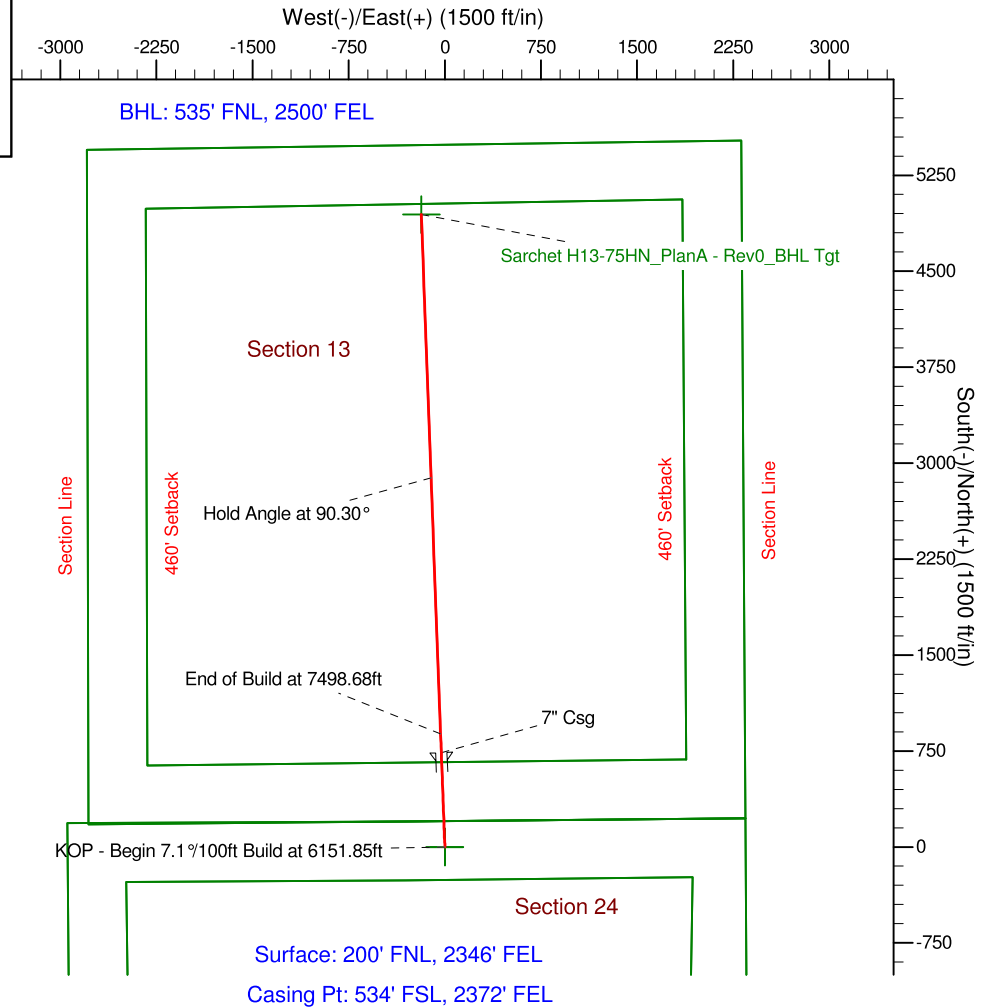 West(-)/East(+) (1500 ft/in)
-3000 -2250 -1500 -750 0 750 1500 2250 3000
BHL: 535' FNL, 2500' FEL
5250
Sarchet H13-75HN_PlanA - Rev0_BHL Tgt
4500
Section 13
3750
South(-)/North(+) (1500 ft/in)
3000
Section Line
460' Setback
460' Setback
Section Line
Hold Angle at 90.30°
2250
End of Build at 7498.68ft
1500
7" Csg
750
KOP - Begin 7.1°/100ft Build at 6151.85ft
0
Section 24
-750
Surface: 200' FNL, 2346' FEL
Casing Pt: 534' FSL, 2372' FEL